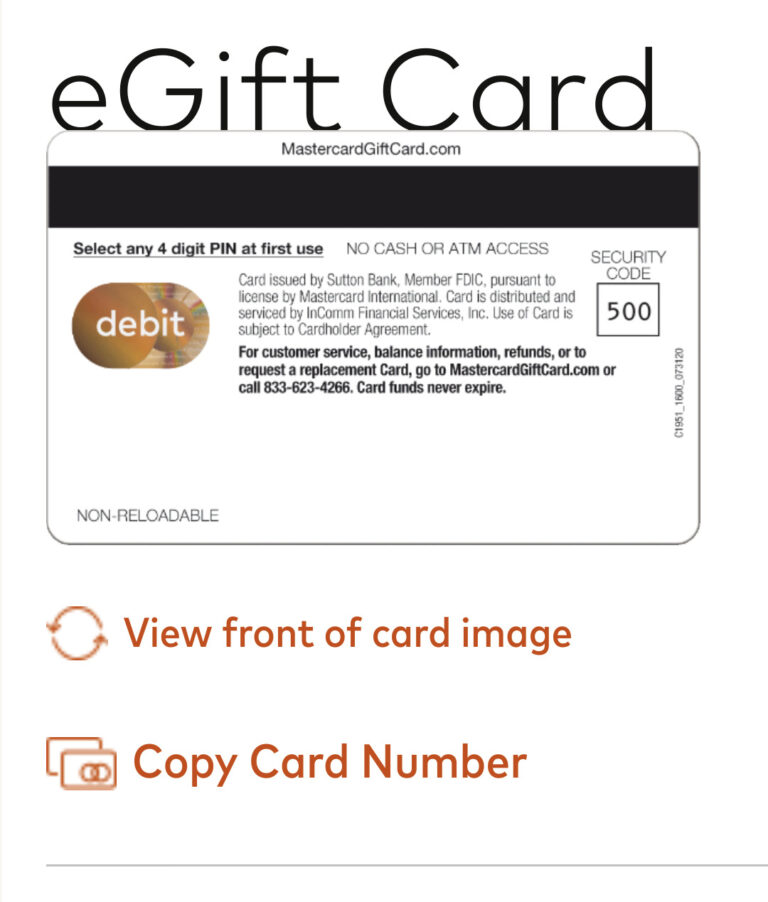 eGift Card
MastercardGiftCard.com
Select any 4 digit PIN at first use NO CASH OR ATM ACCESS
SECURITY
CODE
500
debit
Card issued by Sutton Bank, Member FDIC, pursuant to
license by Mastercard International. Card is distributed and
serviced by InComm Financial Services, Inc. Use of Card is
subject to Cardholder Agreement.
For customer service, balance information, refunds, or to
request a replacement Card, go to MastercardGiftCard.com or
call 833-623-4266. Card funds never expire.
C1951_1600_073120
NON-RELOADABLE
View front of card image
Copy Card Number